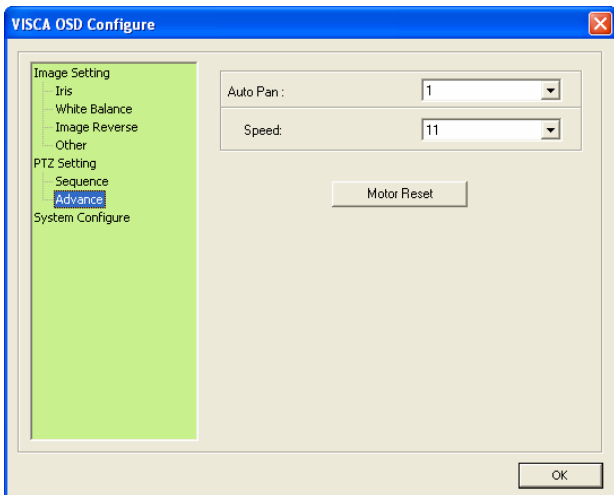 VISCA OSD Configure
Image Setting
Iris
White Balance
Image Reverse
Other
PTZ Setting
Sequence
Advance
System Configure
Auto Pan :
1
Speed:
11
Motor Reset
OK